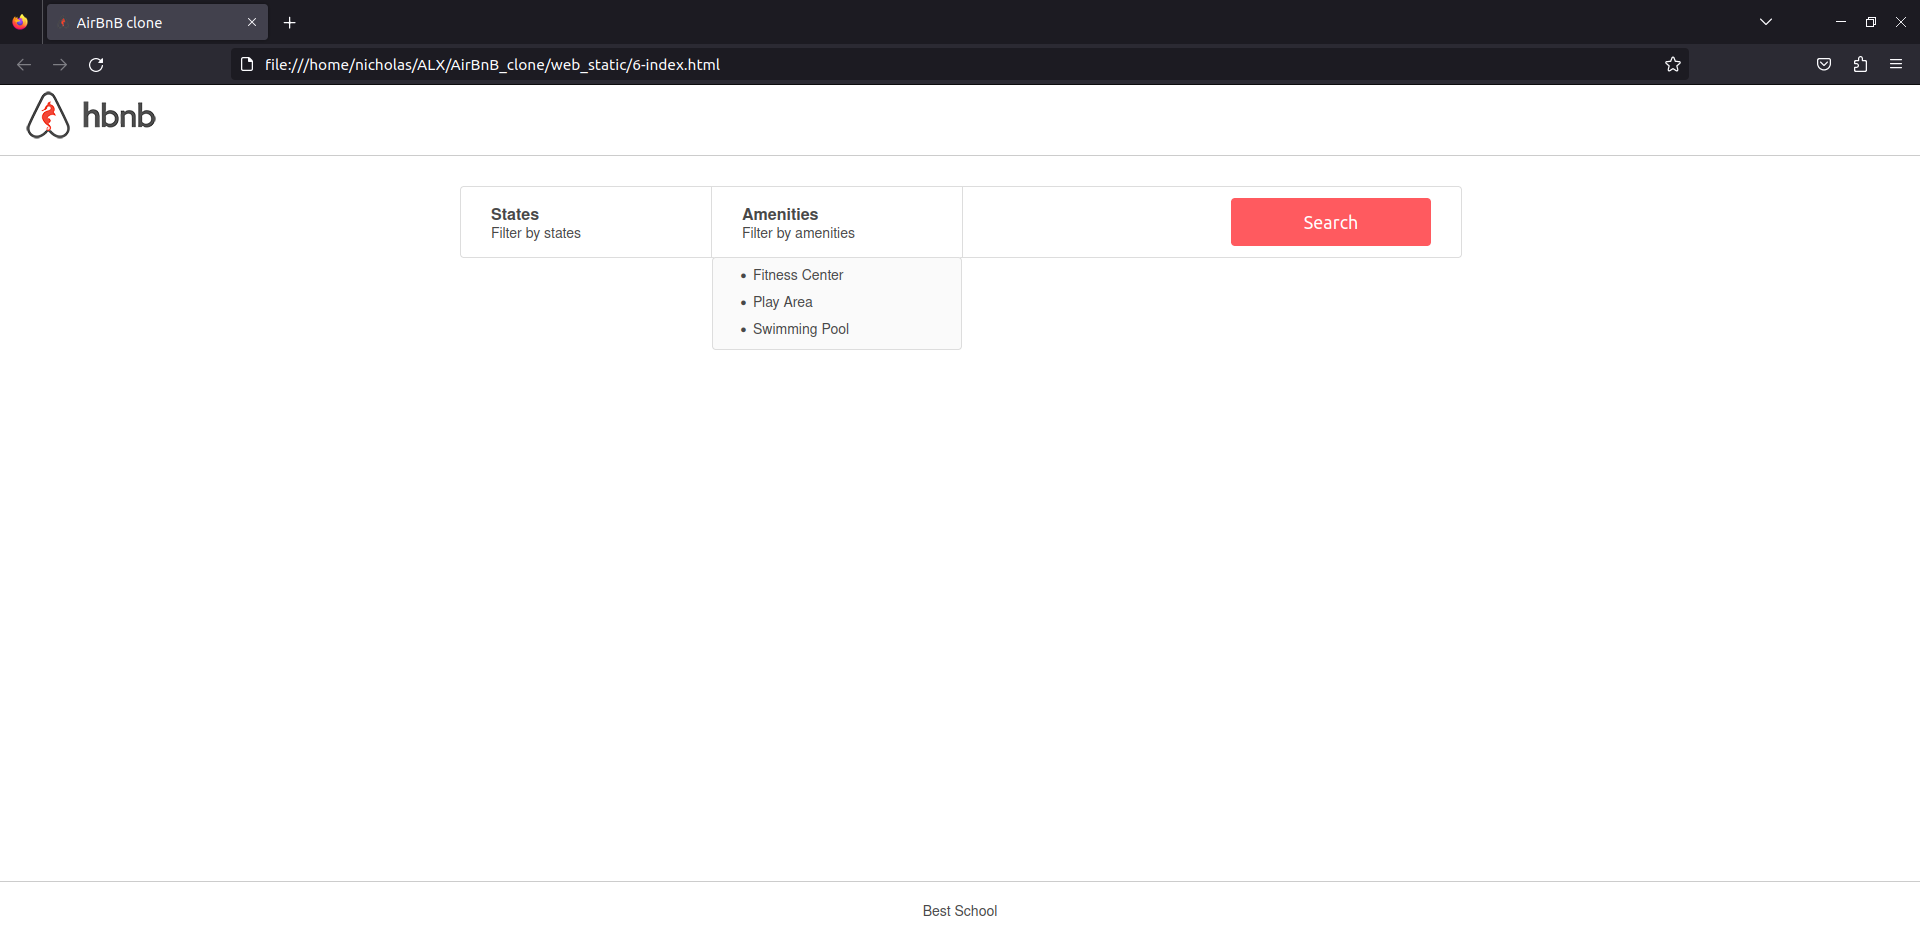 AirBnB clone
file:///home/nicholas/ALX/AirBnB_clone/web_static/6-index.html
hbnb
States
Filter by states
Amenities
Filter by amenities
Search
Fitness Center
Play Area
Swimming Pool
Best School